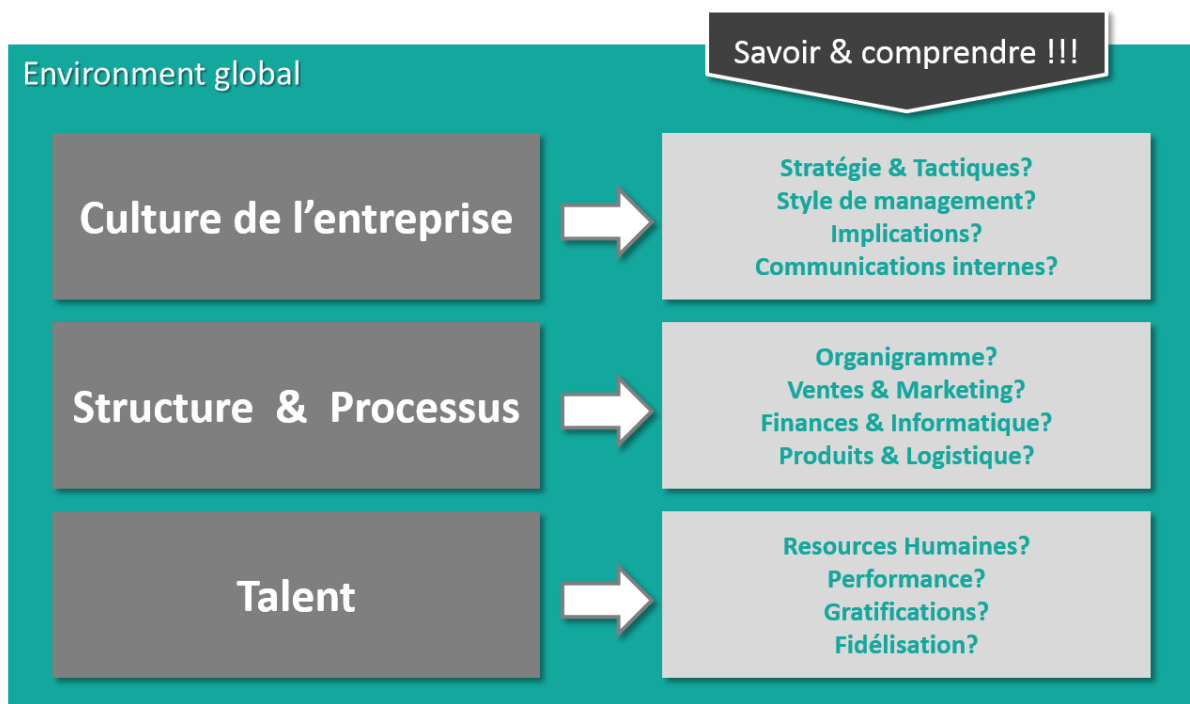 Savoir & comprendre !!!
Environment global
Culture de l’entreprise
Stratégie & Tactiques?
Style de management?
Implications?
Communications internes?
Structure & Processus
Organigramme?
Ventes & Marketing?
Finances & Informatique?
Produits & Logistique?
Talent
Resources Humaines?
Performance?
Gratifications?
Fidélisation?